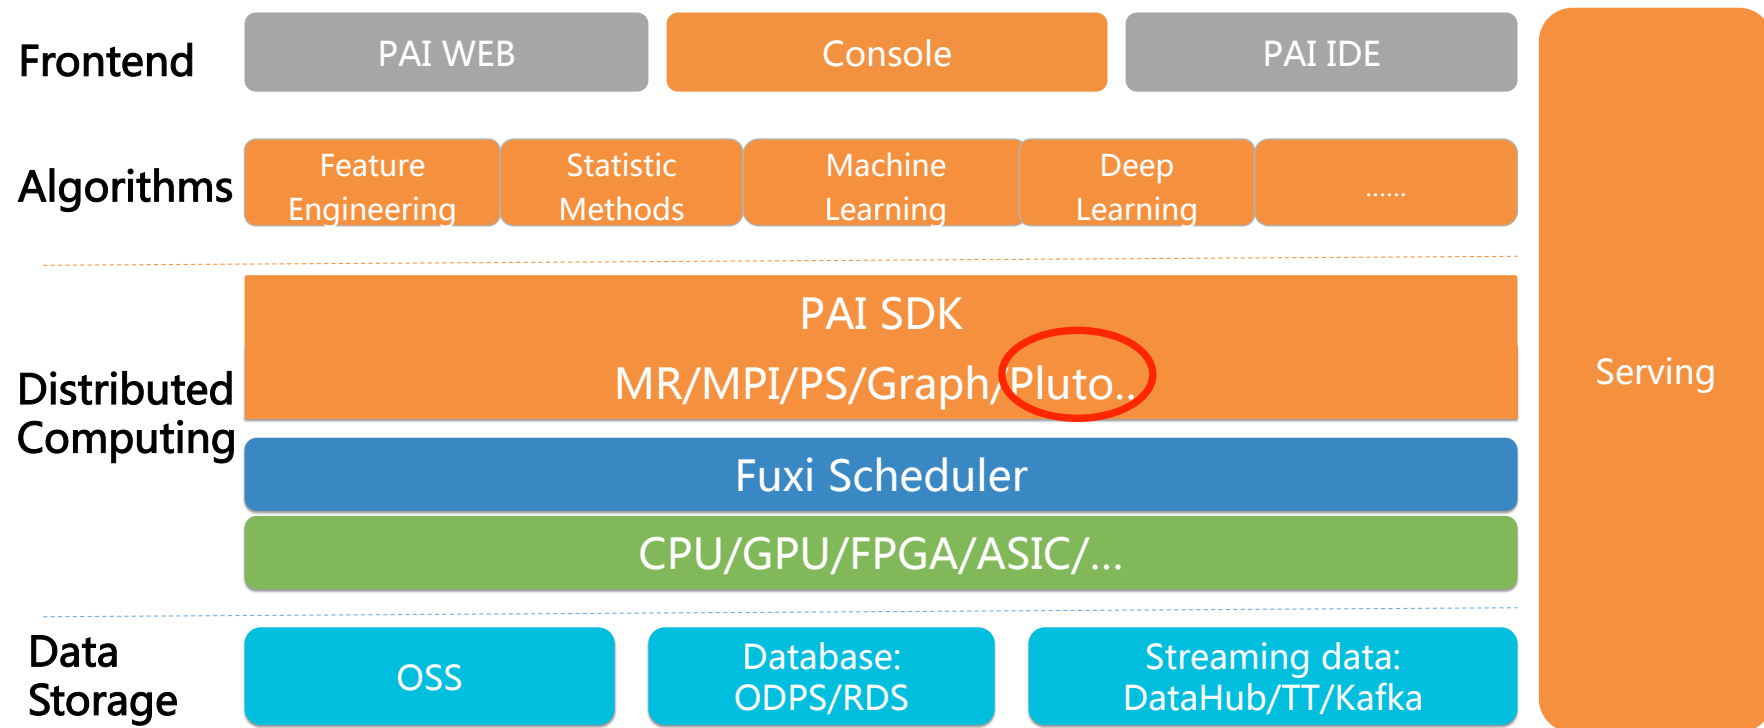 Frontend
PAI WEB
Console
PAI IDE
Algorithms
Feature
Engineering
Statistic
Methods
Machine
Learning
Deep
Learning
......
Distributed
Computing
PAI SDK
MR/MPI/PS/Graph/Pluto..
Fuxi Scheduler
CPU/GPU/FPGA/ASIC/...
Data
Storage
OSS
Database:
ODPS/RDS
Streaming data:
DataHub/TT/Kafka
Serving